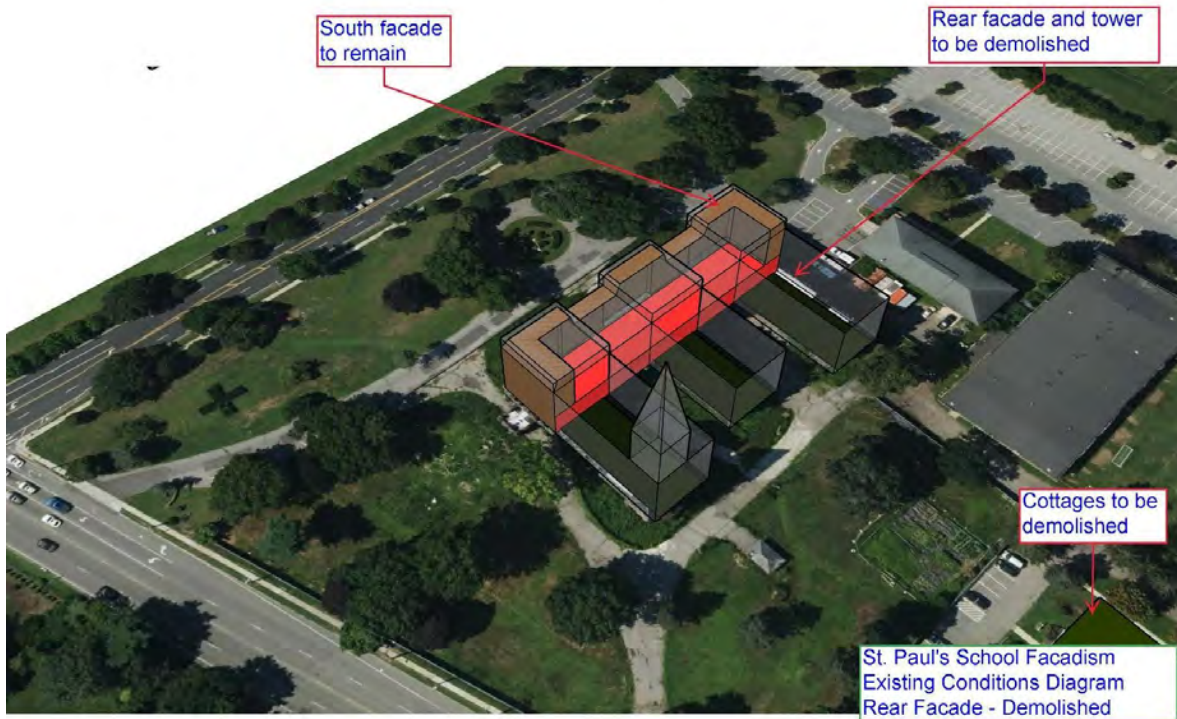 South facade
to remain
Rear facade and tower
to be demolished
Cottages to be
demolished
St. Paul's School Facadism
Existing Conditions Diagram
Rear Facade - Demolished